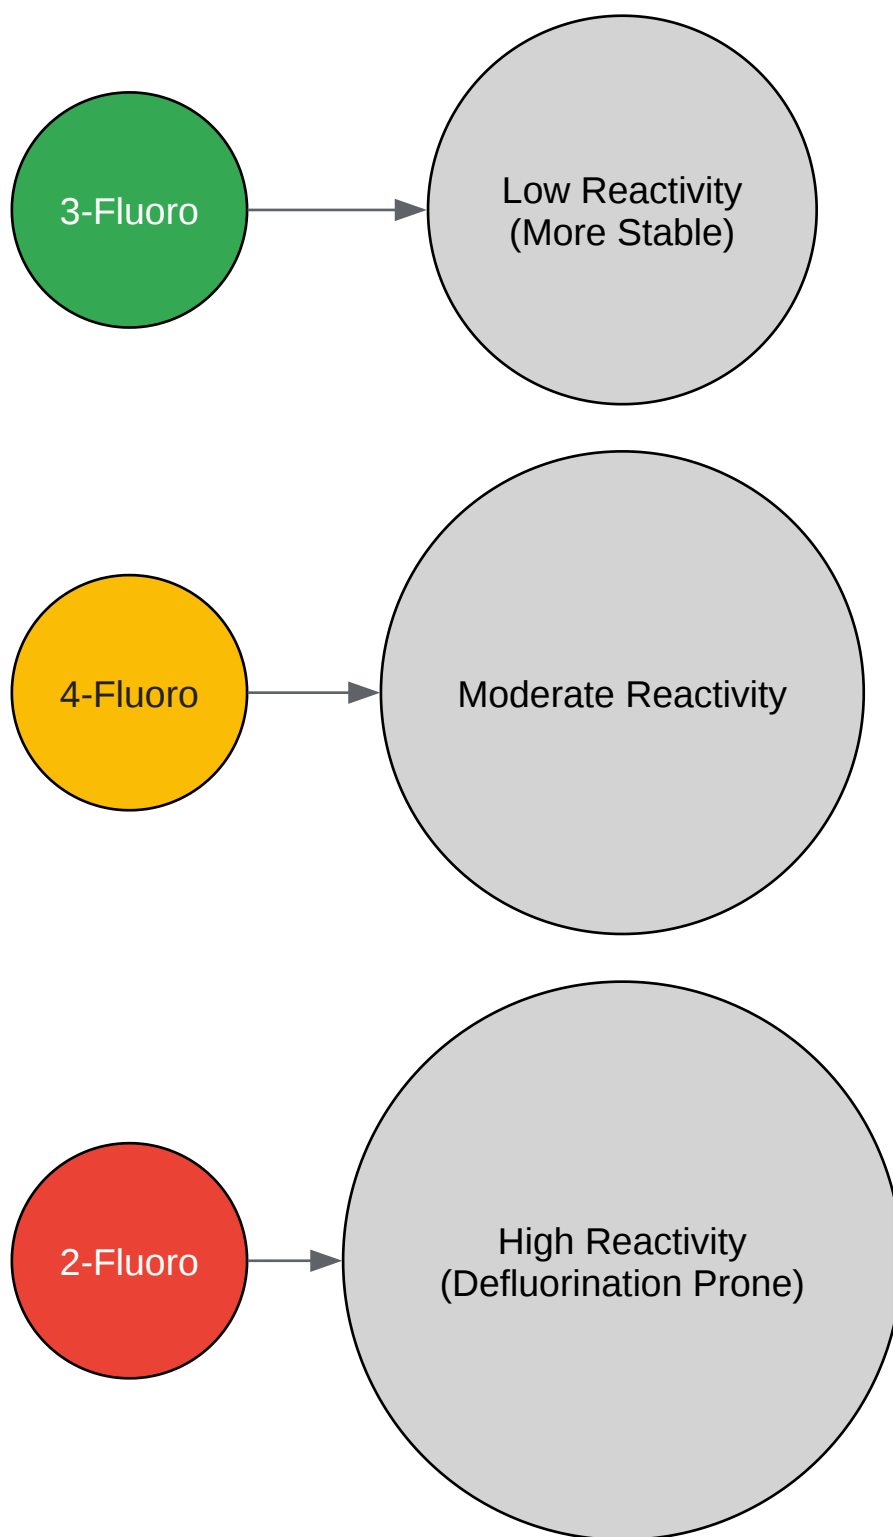 3-Fluoro
Low Reactivity
(More Stable)
4-Fluoro
Moderate Reactivity
2-Fluoro
High Reactivity
(Defluorination Prone)